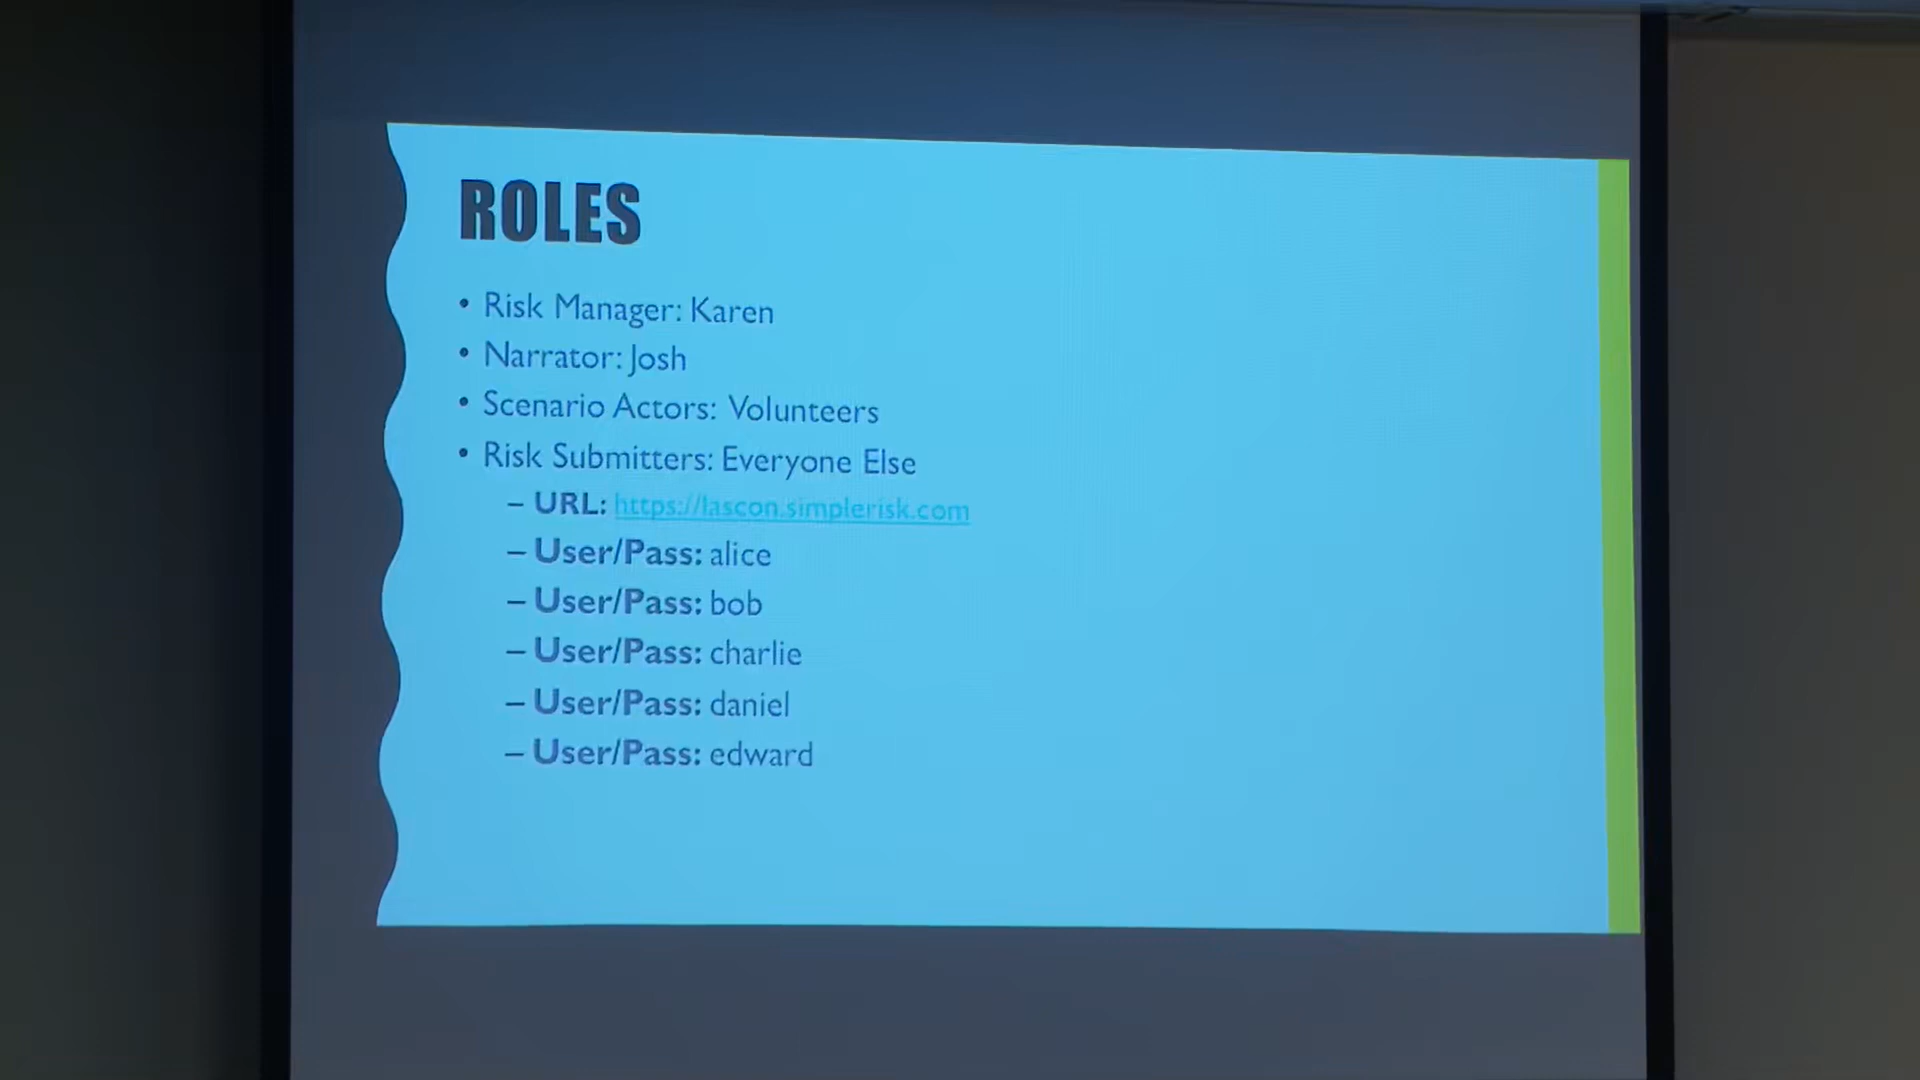 ROLES
• Risk Manager: Karen
• Narrator: Josh
• Scenario Actors: Volunteers
• Risk Submitters: Everyone Else
– URL: https://lascon.simplerisk.com
– User/Pass: alice
– User/Pass: bob
– User/Pass: charlie
– User/Pass: daniel
– User/Pass: edward